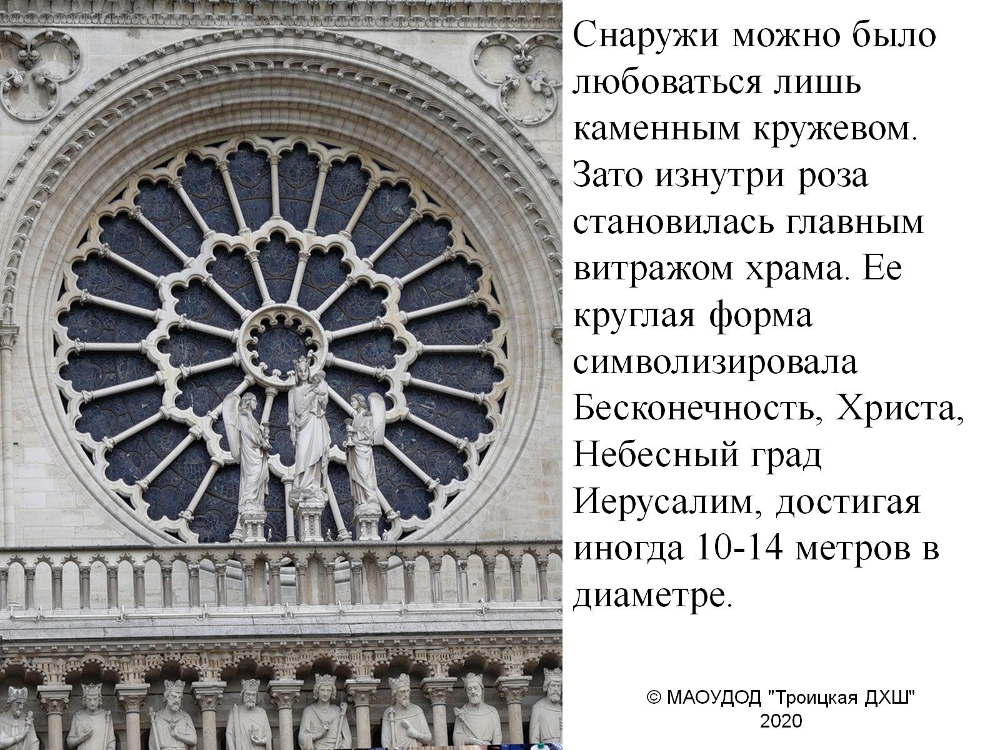 Снаружи можно было
любоваться лишь
каменным кружевом.
Зато изнутри роза
становилась главным
витражом храма. Ее
круглая форма
символизировала
Бесконечность, Христа,
Небесный град
Иерусалим, достигая
иногда 10-14 метров в
диаметре.
© МАОУДОД "Троицкая ДХШ"
2020